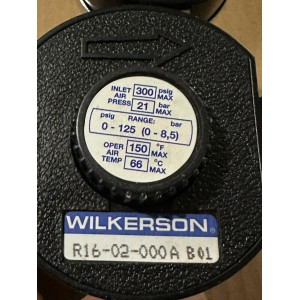 INLET AIR PRESS 300 psig MAX 21 bar MAX
psig RANGE: bar
0 - 125 (0 - 8,5)
OPER AIR TEMP 150 °F MAX 66 °C MAX
WILKERSON
R16-02-000A B01